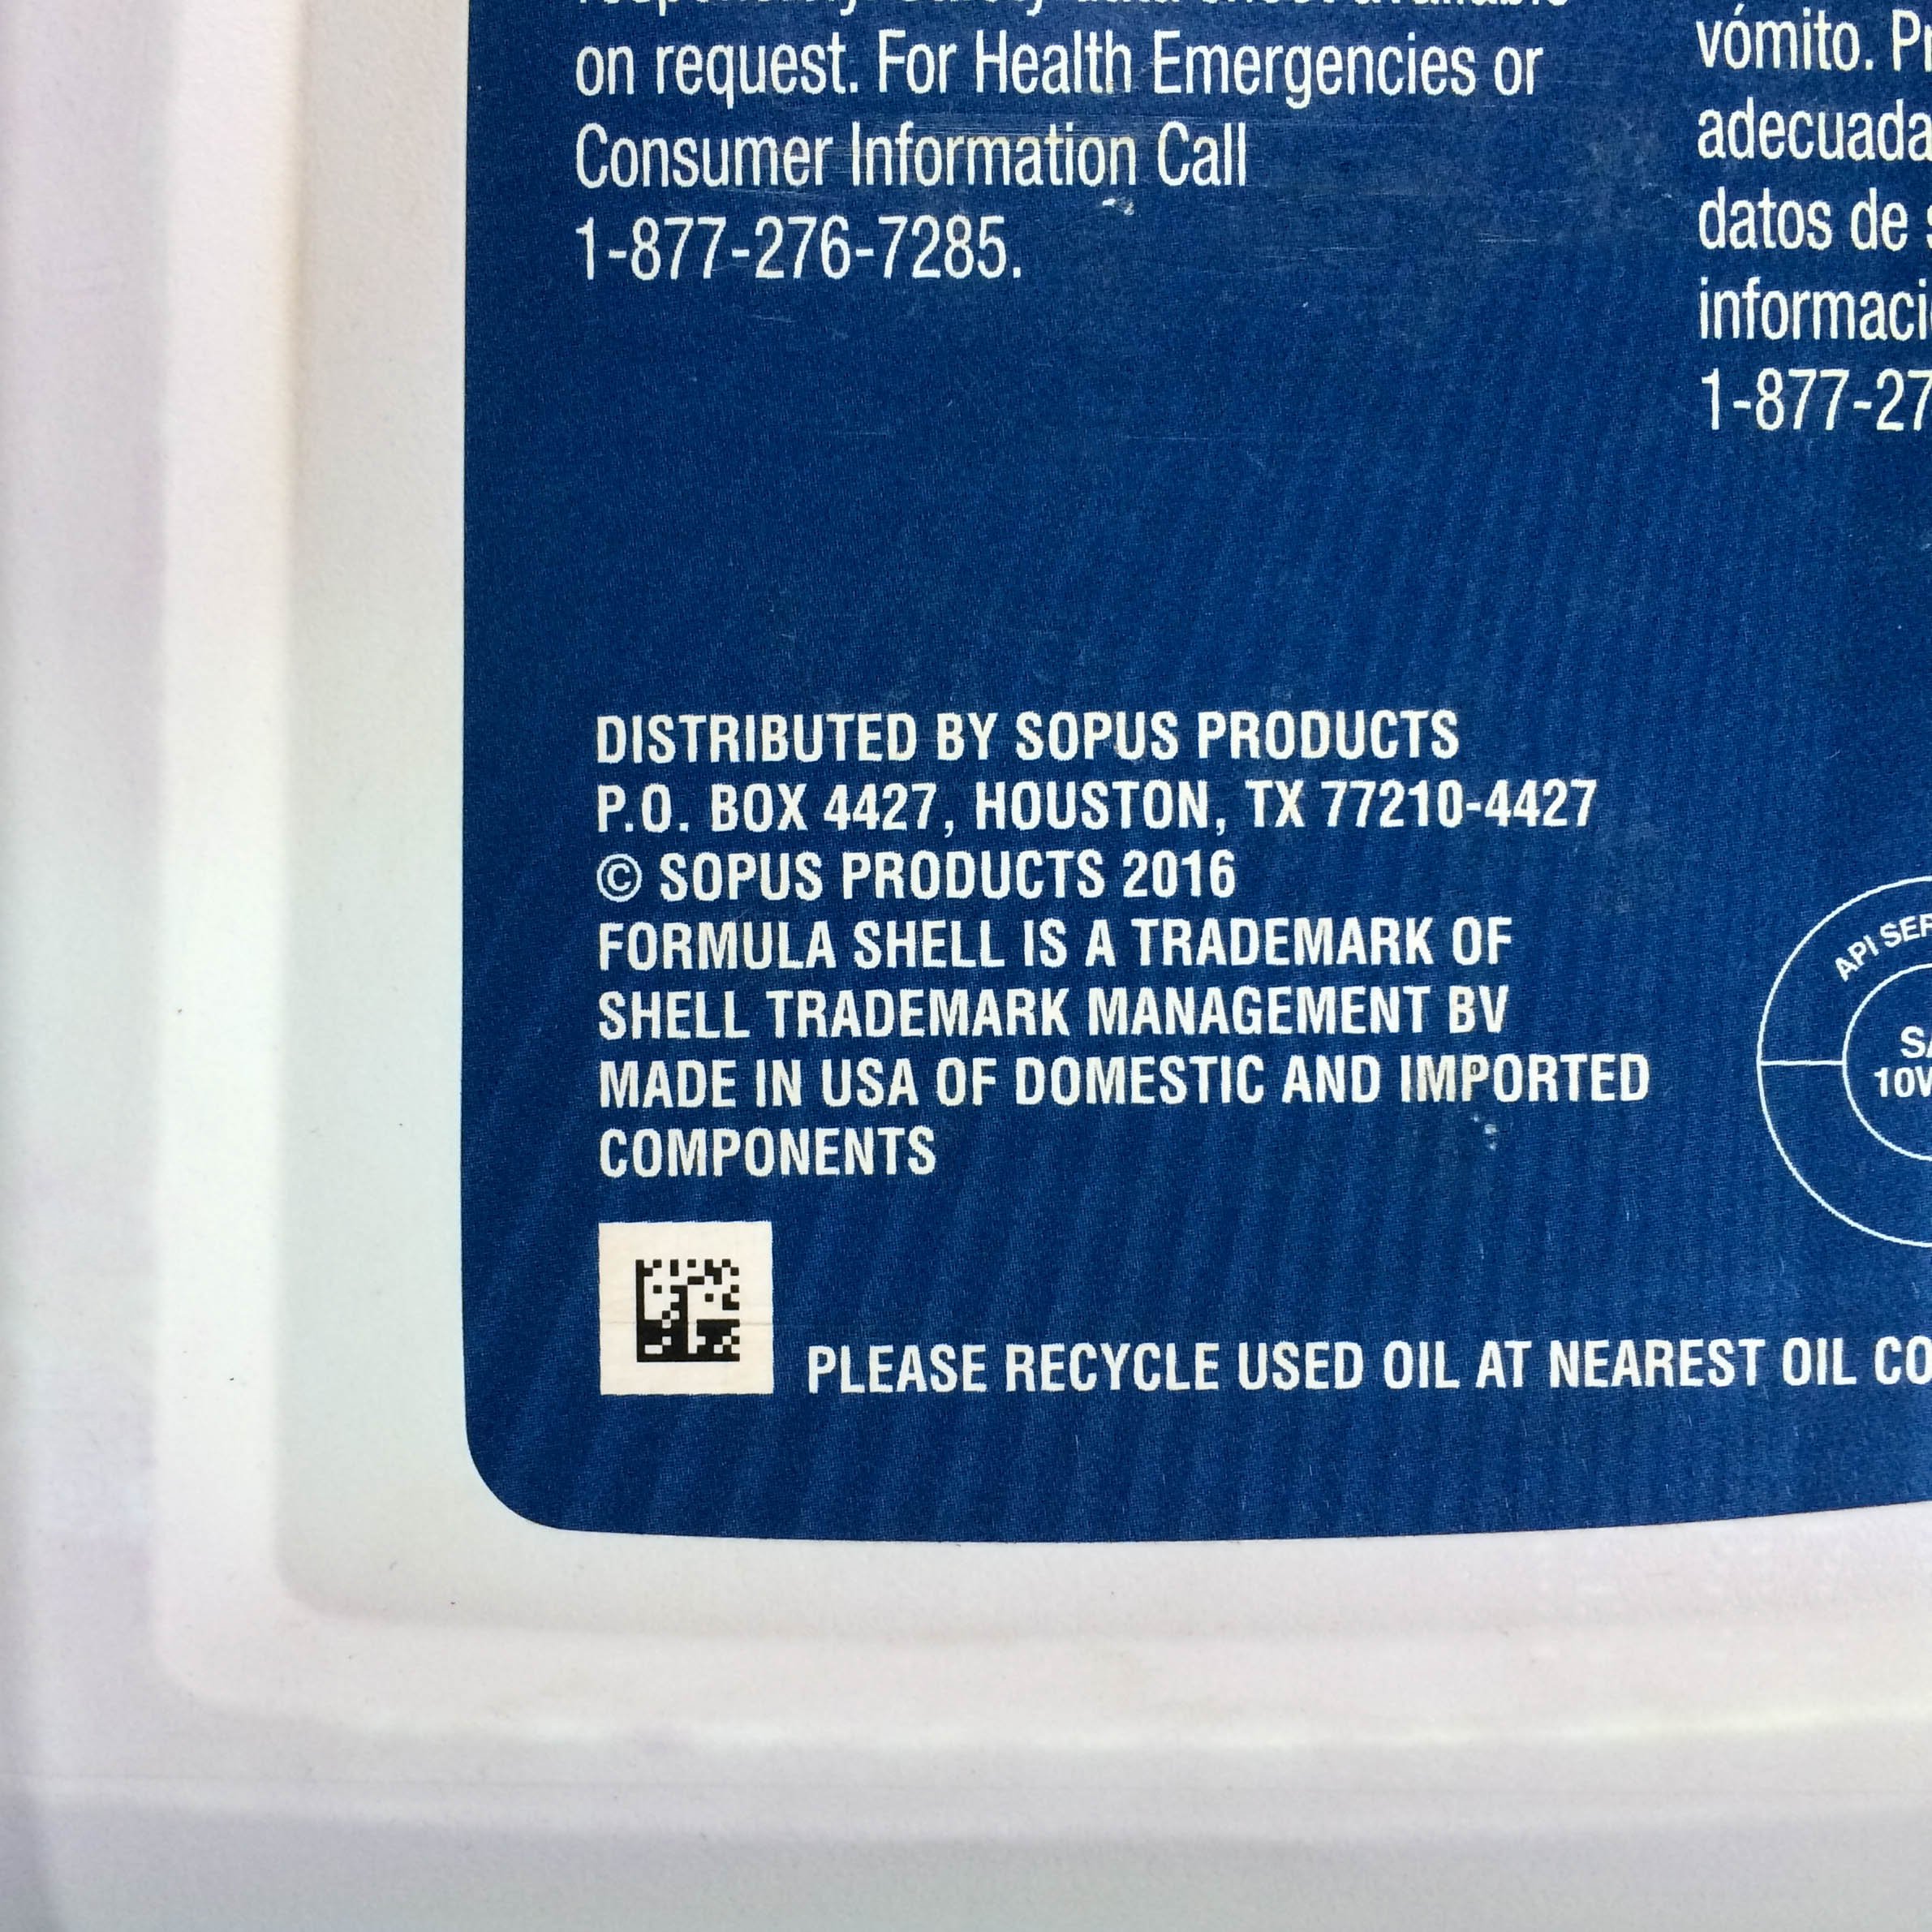 on request. For Health Emergencies or
Consumer Information Call
1-877-276-7285.
vómito.
adecuada
datos de
1-877-27
DISTRIBUTED BY SOPUS PRODUCTS
P.O. BOX 4427, HOUSTON, TX 77210-4427
© SOPUS PRODUCTS 2016
FORMULA SHELL IS A TRADEMARK OF
SHELL TRADEMARK MANAGEMENT BV
MADE IN USA OF DOMESTIC AND IMPORTED
COMPONENTS
API
PLEASE RECYCLE USED OIL AT NEAREST OIL